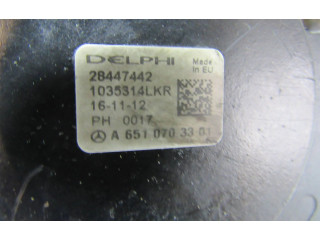 DELPHI
Made in EU
28447442
1035314LKR
16-11-12
PH 0017
A 651 070 33 01